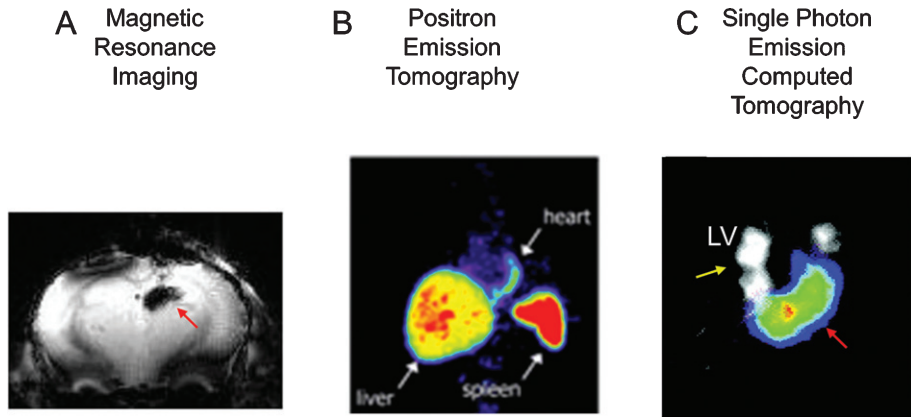 A
Magnetic
Resonance
Imaging
B
Positron
Emission
Tomography
C
Single Photon
Emission
Computed
Tomography
heart
liver
spleen
LV